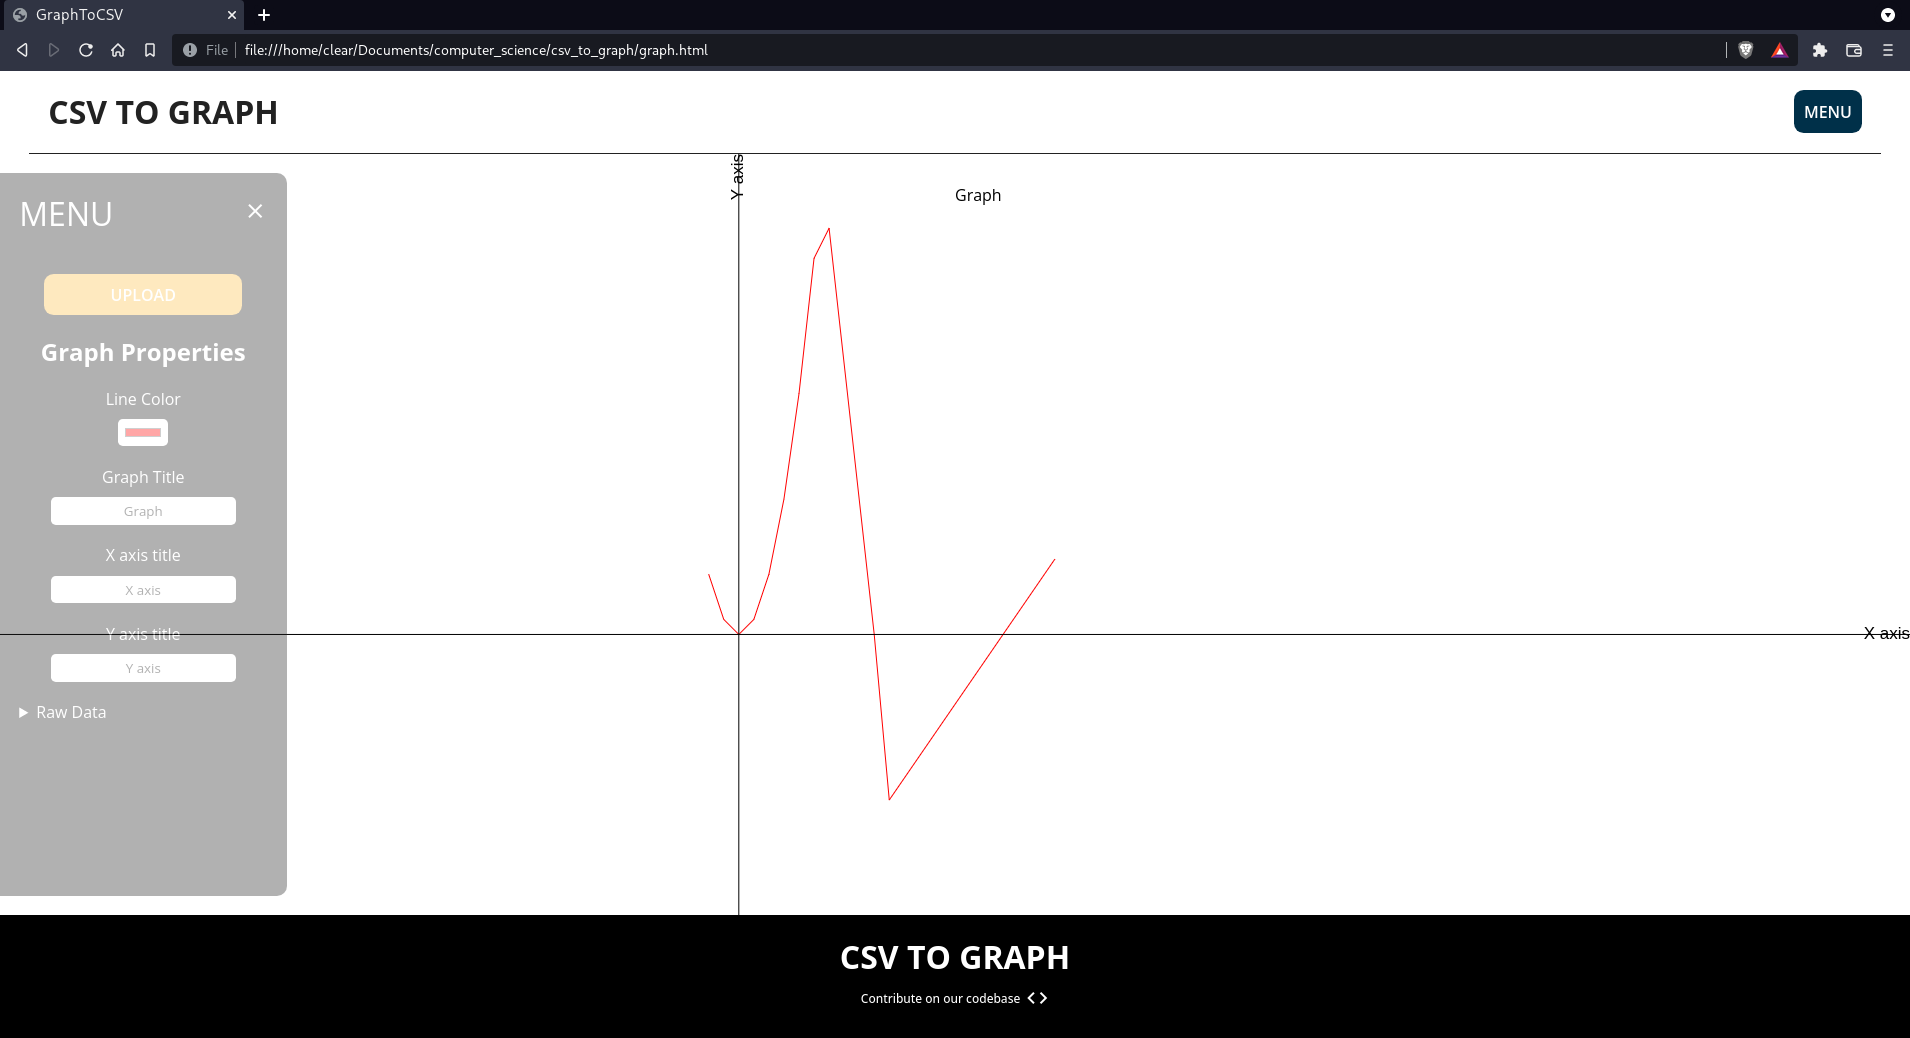 GraphToCSV
File
file:///home/clear/Documents/computer_science/csv_to_graph/graph.html
CSV TO GRAPH
MENU
Y axis
Graph
MENU
UPLOAD
Graph Properties
Line Color
Graph Title
Graph
X axis title
X axis
Y axis title
X axis
Y axis
Raw Data
CSV TO GRAPH
Contribute on our codebase